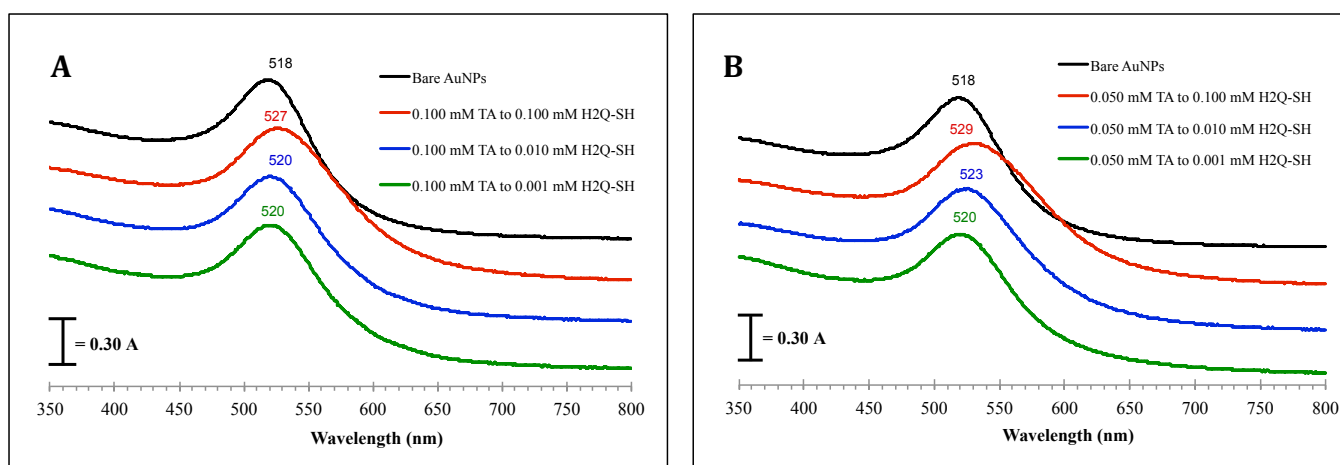 A
518
527
520
520
Bare AuNPs
0.100 mM TA to 0.100 mM H2Q-SH
0.100 mM TA to 0.010 mM H2Q-SH
0.100 mM TA to 0.001 mM H2Q-SH
= 0.30 A
350 400 450 500 550 600 650 700 750 800
Wavelength (nm)
B
518
529
523
520
Bare AuNPs
0.050 mM TA to 0.100 mM H2Q-SH
0.050 mM TA to 0.010 mM H2Q-SH
0.050 mM TA to 0.001 mM H2Q-SH
= 0.30 A
350 400 450 500 550 600 650 700 750 800
Wavelength (nm)